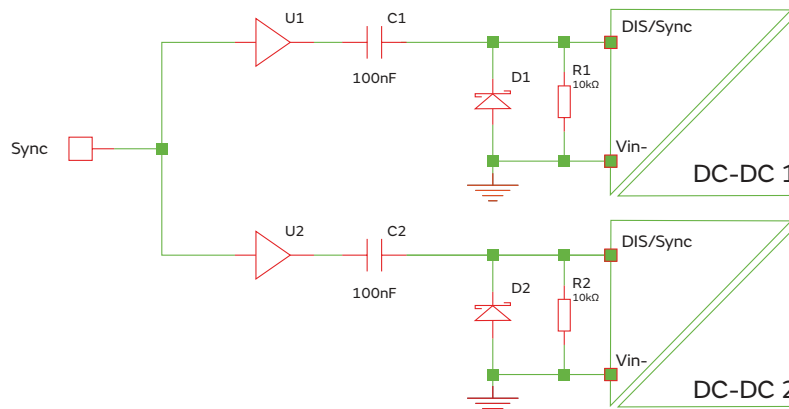 U1
C1
DIS/Sync
100nF
D1
R1
10kΩ
Sync
Vin-
DC-DC 1
U2
C2
DIS/Sync
100nF
D2
R2
10kΩ
Vin-
DC-DC 2